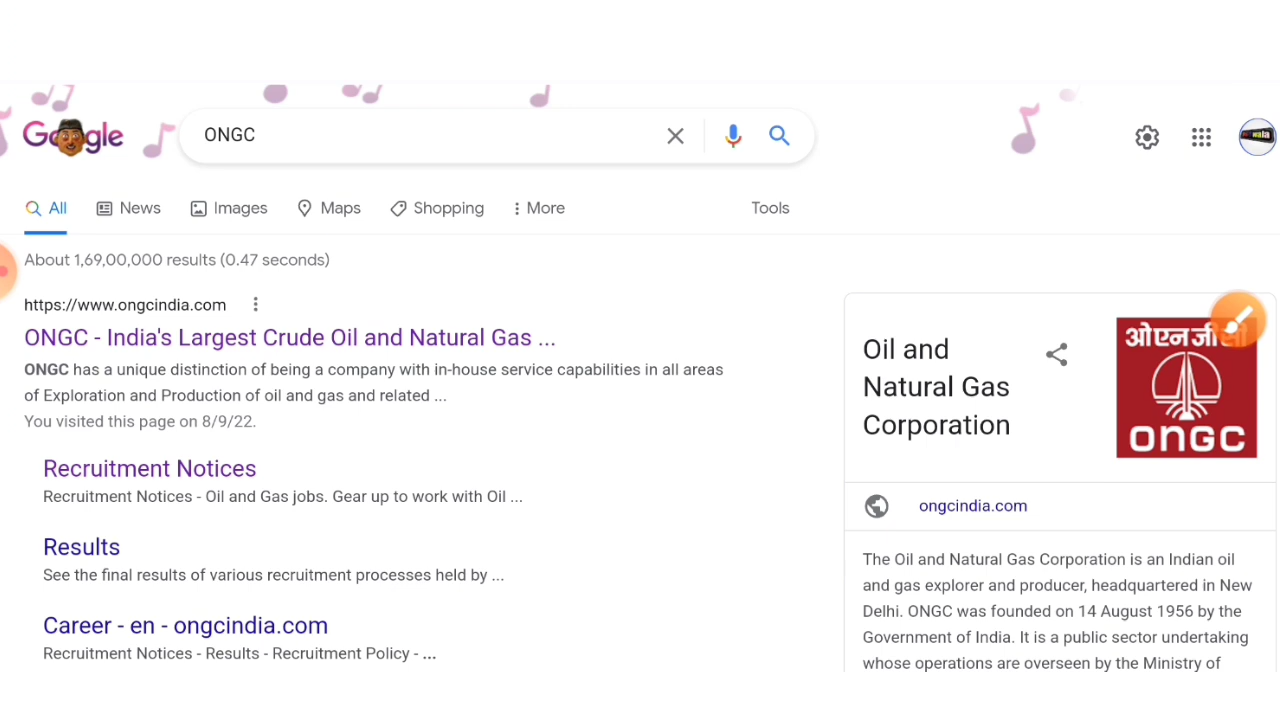 Google
ONGC
All News Images Maps Shopping More Tools
About 1,69,00,000 results (0.47 seconds)
https://www.ongcindia.com
ONGC - India's Largest Crude Oil and Natural Gas ...
ONGC has a unique distinction of being a company with in-house service capabilities in all areas
of Exploration and Production of oil and gas and related ...
You visited this page on 8/9/22.
Recruitment Notices
Recruitment Notices - Oil and Gas jobs. Gear up to work with Oil ...
Results
See the final results of various recruitment processes held by ...
Career - en - ongcindia.com
Recruitment Notices - Results - Recruitment Policy - ...
Oil and
Natural Gas
Corporation
ONGC
ongcindia.com
The Oil and Natural Gas Corporation is an Indian oil
and gas explorer and producer, headquartered in New
Delhi. ONGC was founded on 14 August 1956 by the
Government of India. It is a public sector undertaking
whose operations are overseen by the Ministry of